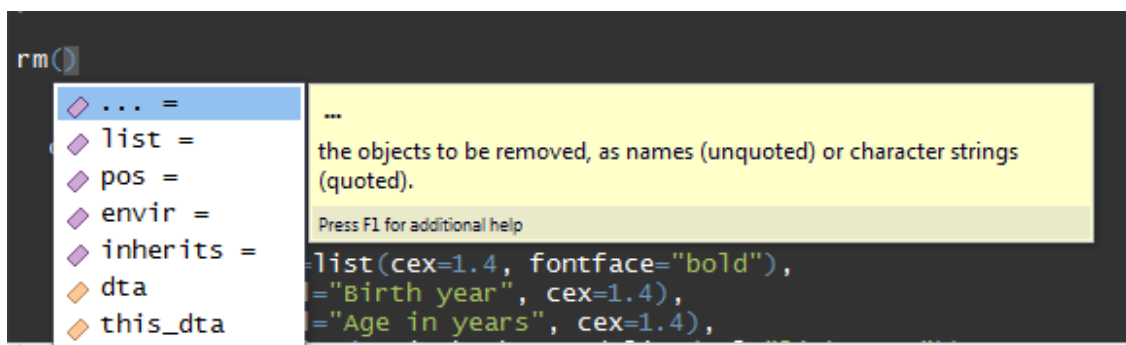 rm()
... =
list =
pos =
envir =
inherits =
dta
this_dta
...
the objects to be removed, as names (unquoted) or character strings
(quoted).
Press F1 for additional help
=list(cex=1.4, fontface="bold"),
="Birth year", cex=1.4),
="Age in years", cex=1.4),